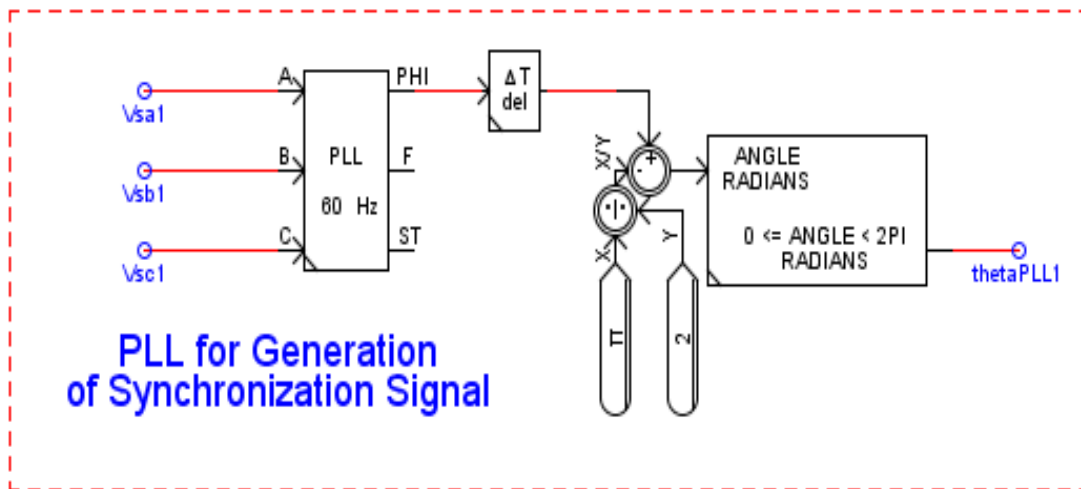 A
PHI
ΔT
del
Vsa1
B
PLL
F
Vsb1
60 Hz
C
ST
Vsc1
X/Y
+
-
X
Y
π
2
ANGLE
RADIANS
0 <= ANGLE < 2PI
RADIANS
thetaPLL1
PLL for Generation
of Synchronization Signal